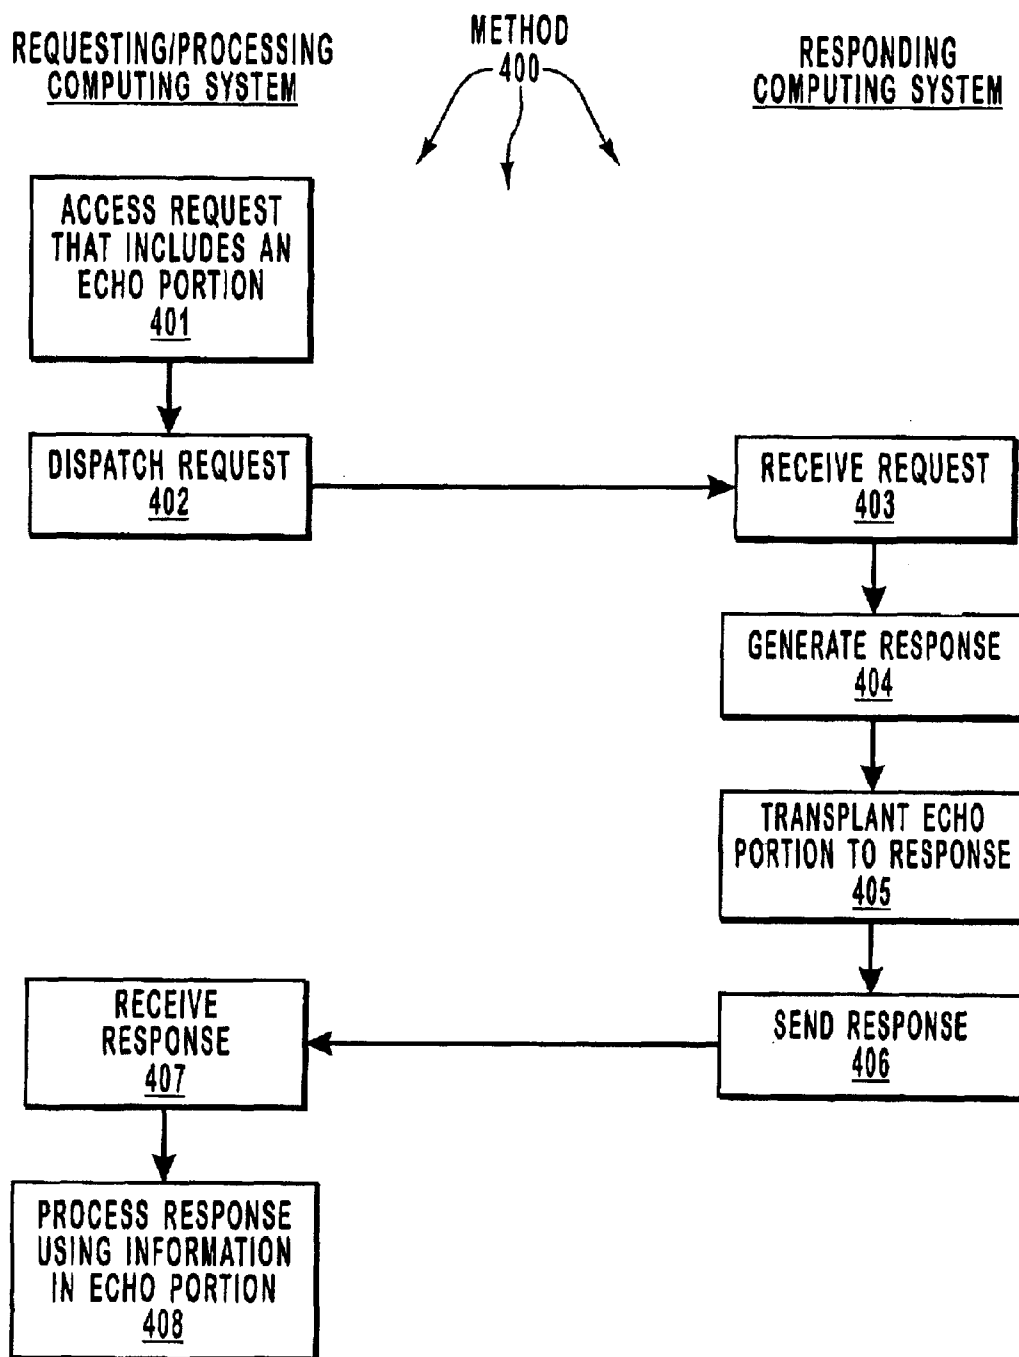 REQUESTING/PROCESSING
COMPUTING SYSTEM
METHOD
400
RESPONDING
COMPUTING SYSTEM
ACCESS REQUEST
THAT INCLUDES AN
ECHO PORTION
401
DISPATCH REQUEST
402
RECEIVE REQUEST
403
GENERATE RESPONSE
404
TRANSPLANT ECHO
PORTION TO RESPONSE
405
SEND RESPONSE
406
RECEIVE
RESPONSE
407
PROCESS RESPONSE
USING INFORMATION
IN ECHO PORTION
408